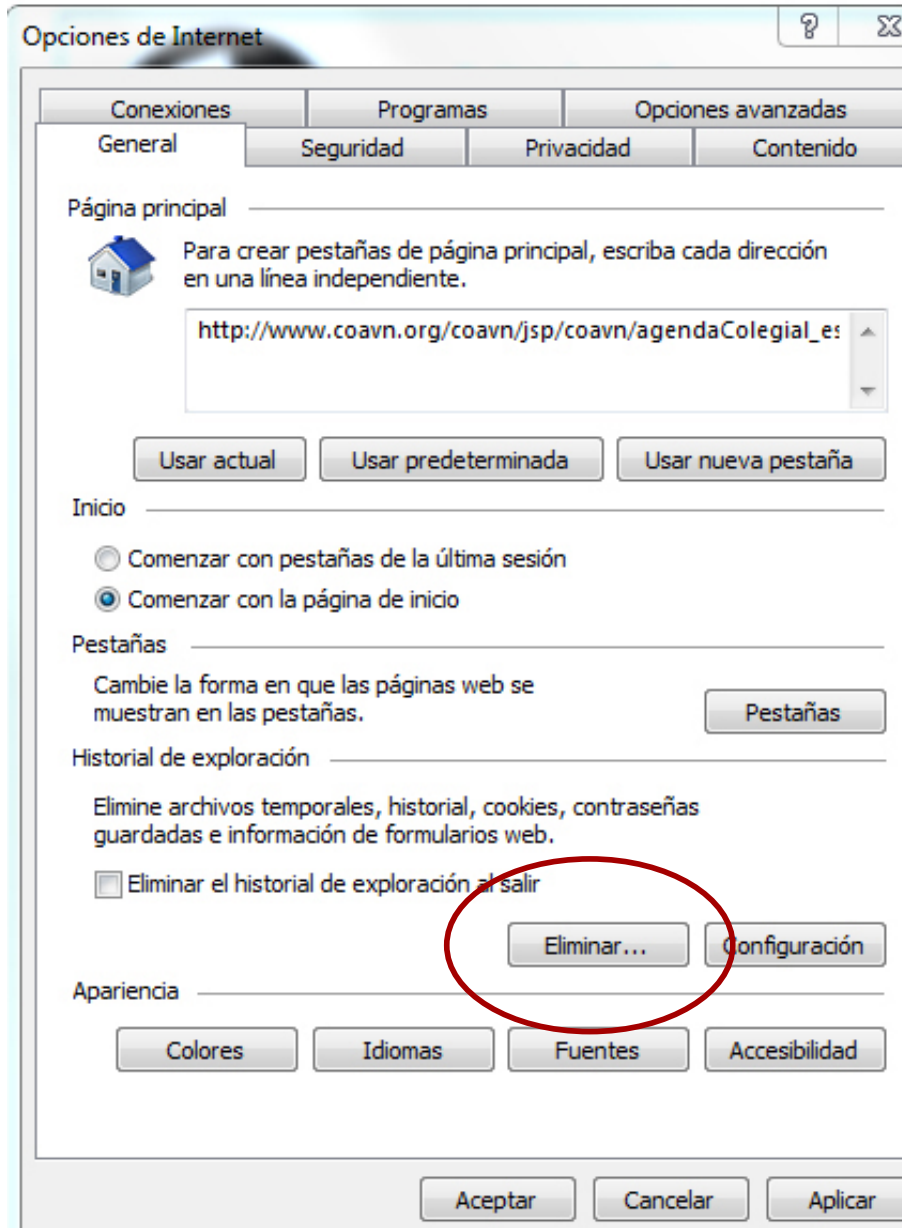 Opciones de Internet
Conexiones Programas Opciones avanzadas
General Seguridad Privacidad Contenido
Página principal
Para crear pestañas de página principal, escriba cada dirección
en una línea independiente.
http://www.coavn.org/coavn/jsp/coavn/agendaColegial_es
Usar actual Usar predeterminada Usar nueva pestaña
Inicio
Comenzar con pestañas de la última sesión
Comenzar con la página de inicio
Pestañas
Cambie la forma en que las páginas web se
muestran en las pestañas.
Pestañas
Historial de exploración
Elimine archivos temporales, historial, cookies, contraseñas
guardadas e información de formularios web.
Eliminar el historial de exploración al salir
Eliminar... Configuración
Apariencia
Colores Idiomas Fuentes Accesibilidad
Aceptar Cancelar Aplicar